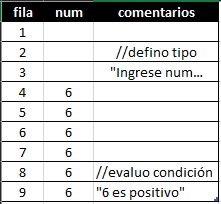 fila num comentarios
1
2 //defino tipo
3 "Ingrese num...
4 6
5 6
6 6
7 6
8 6 //evaluo condición
9 6 "6 es positivo"